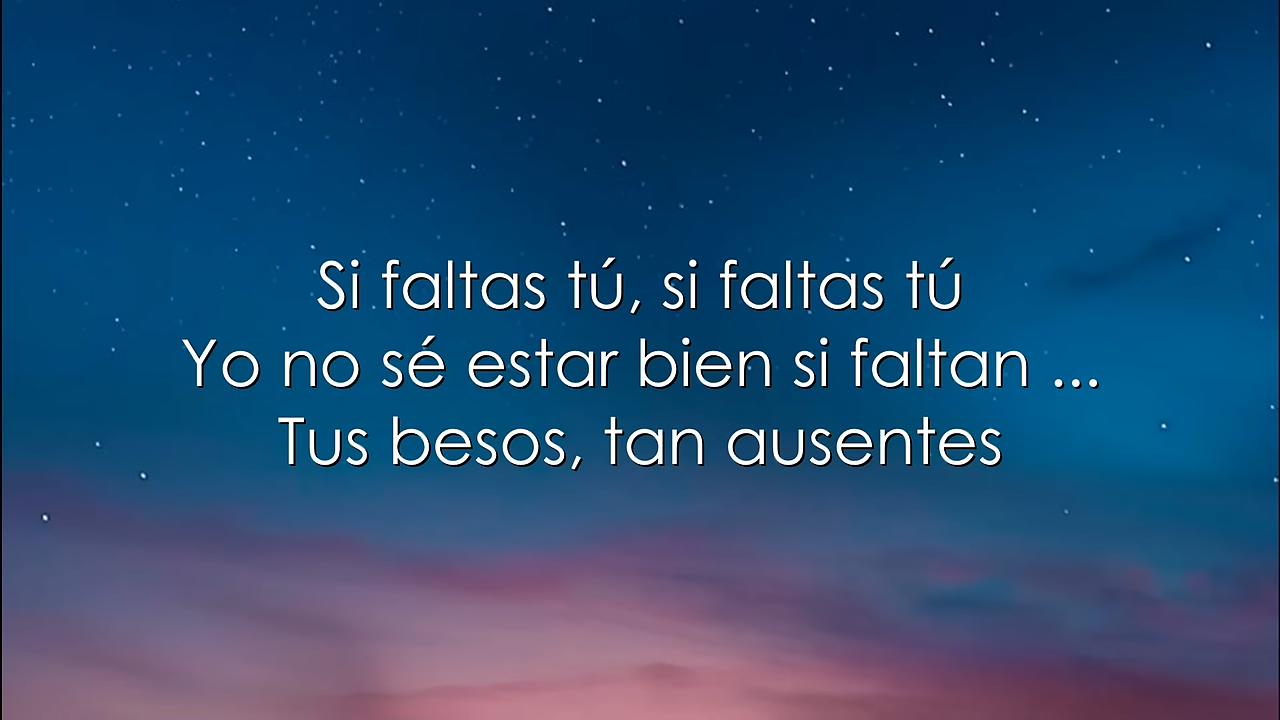 Si faltas tú, si faltas tú
Yo no sé estar bien si faltan ...
Tus besos, tan ausentes